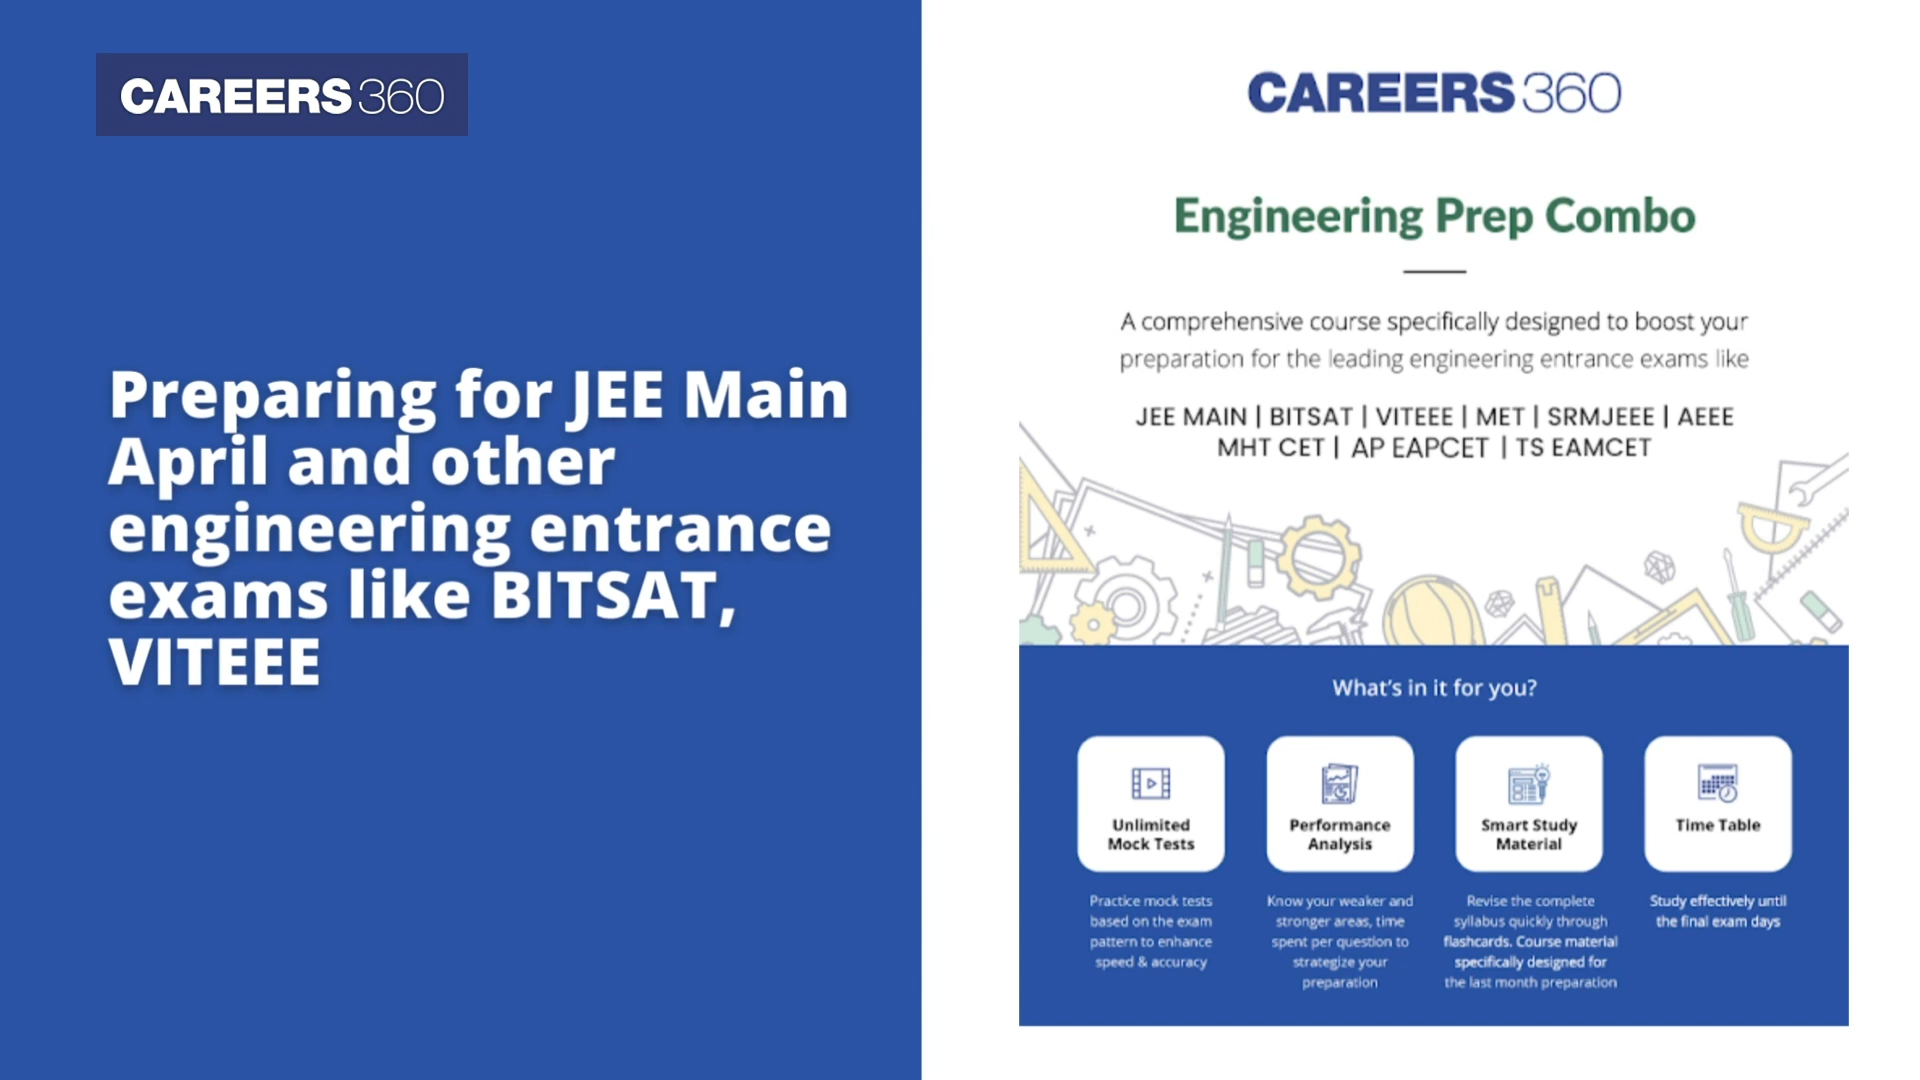 CAREERS360
Preparing for JEE Main
April and other
engineering entrance
exams like BITSAT,
VITEEE
CAREERS360
Engineering Prep Combo
A comprehensive course specifically designed to boost your
preparation for the leading engineering entrance exams like
JEE MAIN | BITSAT | VITEEE | MET | SRMJEEE | AEEE
MHT CET | AP EAPCET | TS EAMCET
What's in it for you?
Unlimited
Mock Tests
Practice mock tests
based on the exam
pattern to enhance
speed & accuracy
Performance
Analysis
Know your weaker and
stronger areas, time
spent per question to
strategize your
preparation
Smart Study
Material
Revise the complete
syllabus quickly through
flashcards. Course material
specifically designed for
the last month preparation
Time Table
Study effectively until
the final exam days